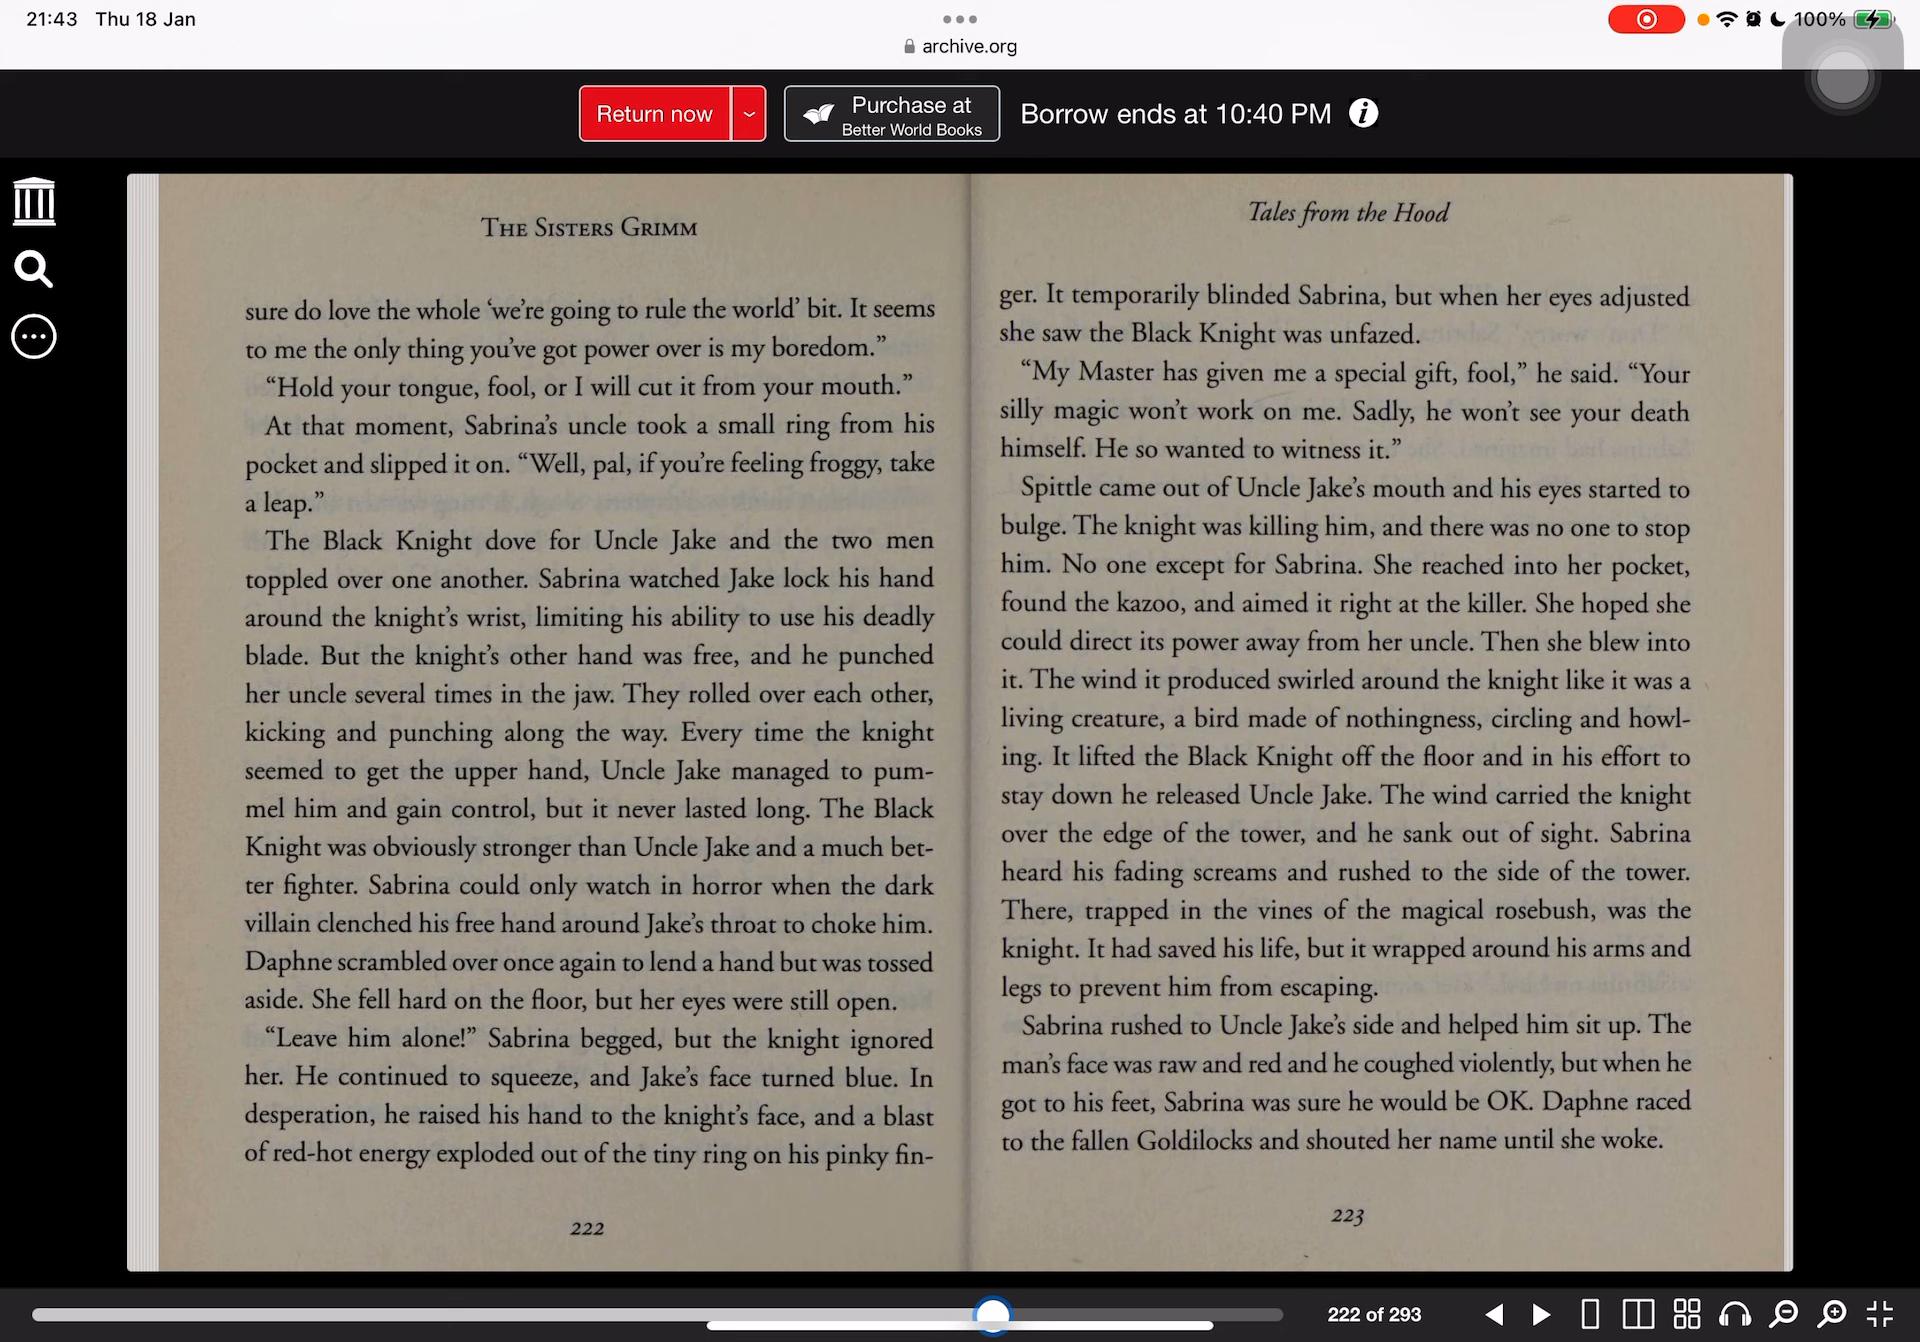 21:43 Thu 18 Jan
100%
archive.org
Return now
Purchase at
Better World Books
Borrow ends at 10:40 PM
THE SISTERS GRIMM
sure do love the whole ‘we’re going to rule the world’ bit. It seems
to me the only thing you’ve got power over is my boredom.”
“Hold your tongue, fool, or I will cut it from your mouth.”
At that moment, Sabrina’s uncle took a small ring from his
pocket and slipped it on. “Well, pal, if you’re feeling froggy, take
a leap.”
The Black Knight dove for Uncle Jake and the two men
toppled over one another. Sabrina watched Jake lock his hand
around the knight’s wrist, limiting his ability to use his deadly
blade. But the knight’s other hand was free, and he punched
her uncle several times in the jaw. They rolled over each other,
kicking and punching along the way. Every time the knight
seemed to get the upper hand, Uncle Jake managed to pum-
mel him and gain control, but it never lasted long. The Black
Knight was obviously stronger than Uncle Jake and a much bet-
ter fighter. Sabrina could only watch in horror when the dark
villain clenched his free hand around Jake’s throat to choke him.
Daphne scrambled over once again to lend a hand but was tossed
aside. She fell hard on the floor, but her eyes were still open.
“Leave him alone!” Sabrina begged, but the knight ignored
her. He continued to squeeze, and Jake’s face turned blue. In
desperation, he raised his hand to the knight’s face, and a blast
of red-hot energy exploded out of the tiny ring on his pinky fin-
222
Tales from the Hood
ger. It temporarily blinded Sabrina, but when her eyes adjusted
she saw the Black Knight was unfazed.
“My Master has given me a special gift, fool,” he said. “Your
silly magic won’t work on me. Sadly, he won’t see your death
himself. He so wanted to witness it.”
Spittle came out of Uncle Jake’s mouth and his eyes started to
bulge. The knight was killing him, and there was no one to stop
him. No one except for Sabrina. She reached into her pocket,
found the kazoo, and aimed it right at the killer. She hoped she
could direct its power away from her uncle. Then she blew into
it. The wind it produced swirled around the knight like it was a
living creature, a bird made of nothingness, circling and howl-
ing. It lifted the Black Knight off the floor and in his effort to
stay down he released Uncle Jake. The wind carried the knight
over the edge of the tower, and he sank out of sight. Sabrina
heard his fading screams and rushed to the side of the tower.
There, trapped in the vines of the magical rosebush, was the
knight. It had saved his life, but it wrapped around his arms and
legs to prevent him from escaping.
Sabrina rushed to Uncle Jake’s side and helped him sit up. The
man’s face was raw and red and he coughed violently, but when he
got to his feet, Sabrina was sure he would be OK. Daphne raced
to the fallen Goldilocks and shouted her name until she woke.
223
222 of 293